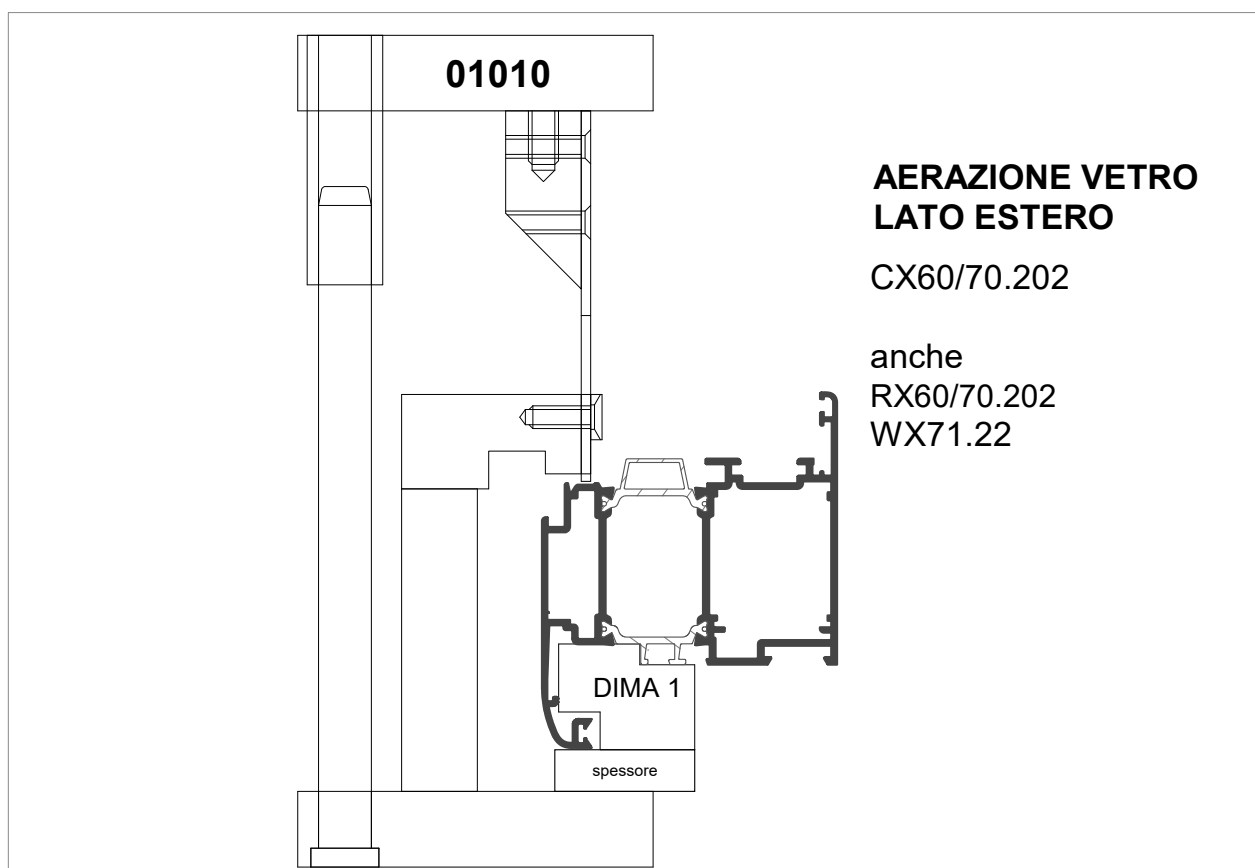 01010
AERAZIONE VETRO
LATO ESTERO
CX60/70.202
anche
RX60/70.202
WX71.22
DIMA 1
spessore